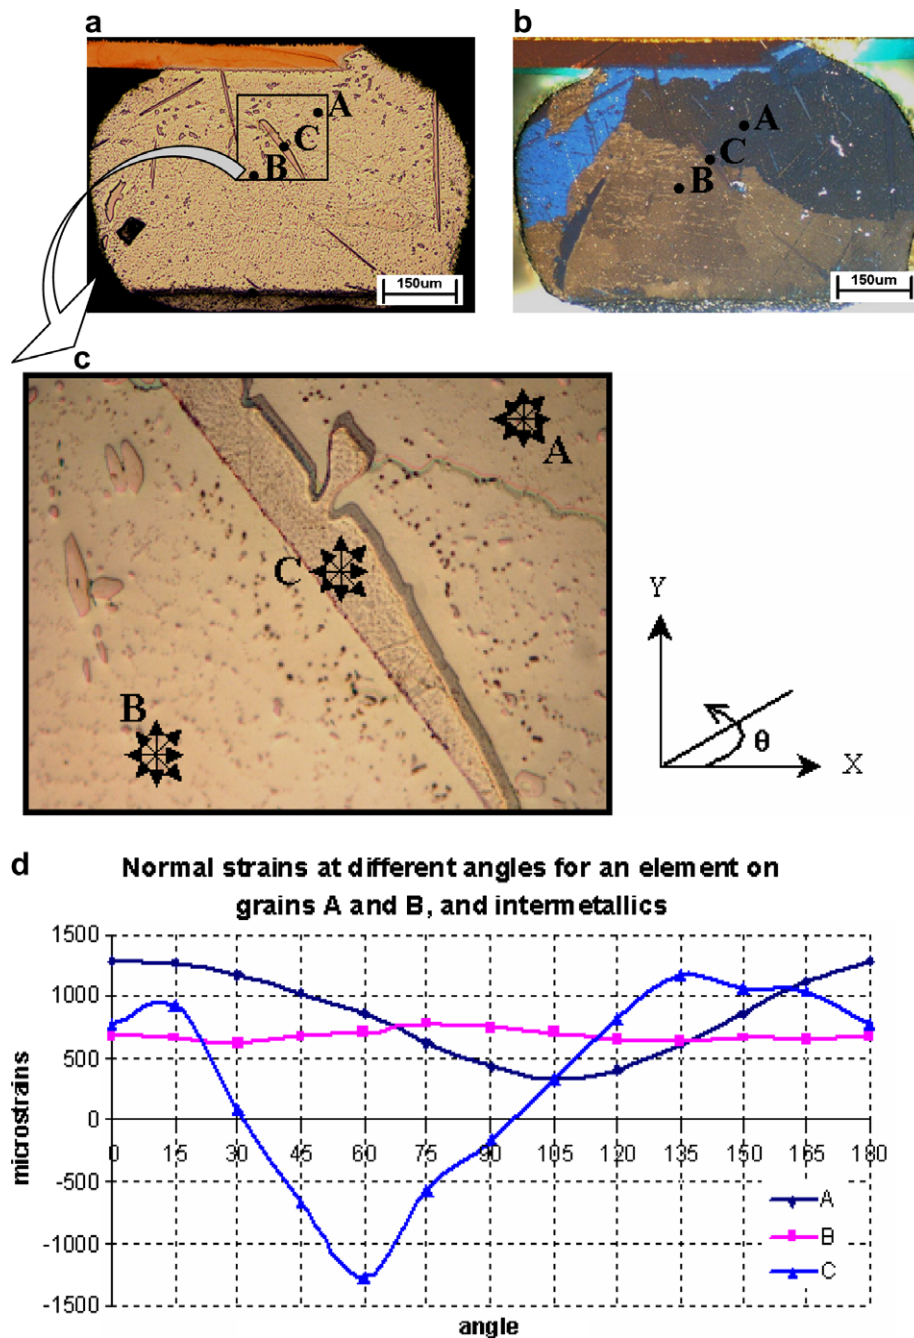 a
b
A
C
B
150um
A
C
B
150um
c
A
C
B
Y
θ
X
d
Normal strains at different angles for an element on
grains A and B, and intermetallics
1500
1000
500
0
-500
-1000
-1500
microstrains
0 15 30 45 60 75 90 105 120 135 150 165 180
angle
A
B
C